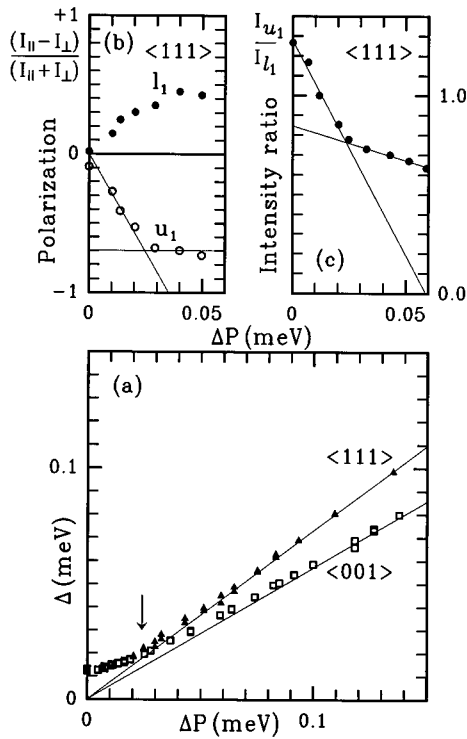 +1
(b) <111>
(I∥−I⊥)
(I∥+I⊥)
l₁
0
Polarization
u₁
-1
0 0.05
Iu₁
Il₁
<111>
1.0
Intensity ratio
(c)
0.0
0 0.05
ΔP(meV)
(a)
<111>
0.1
<001>
Δ(meV)
0
0 0.1
ΔP(meV)